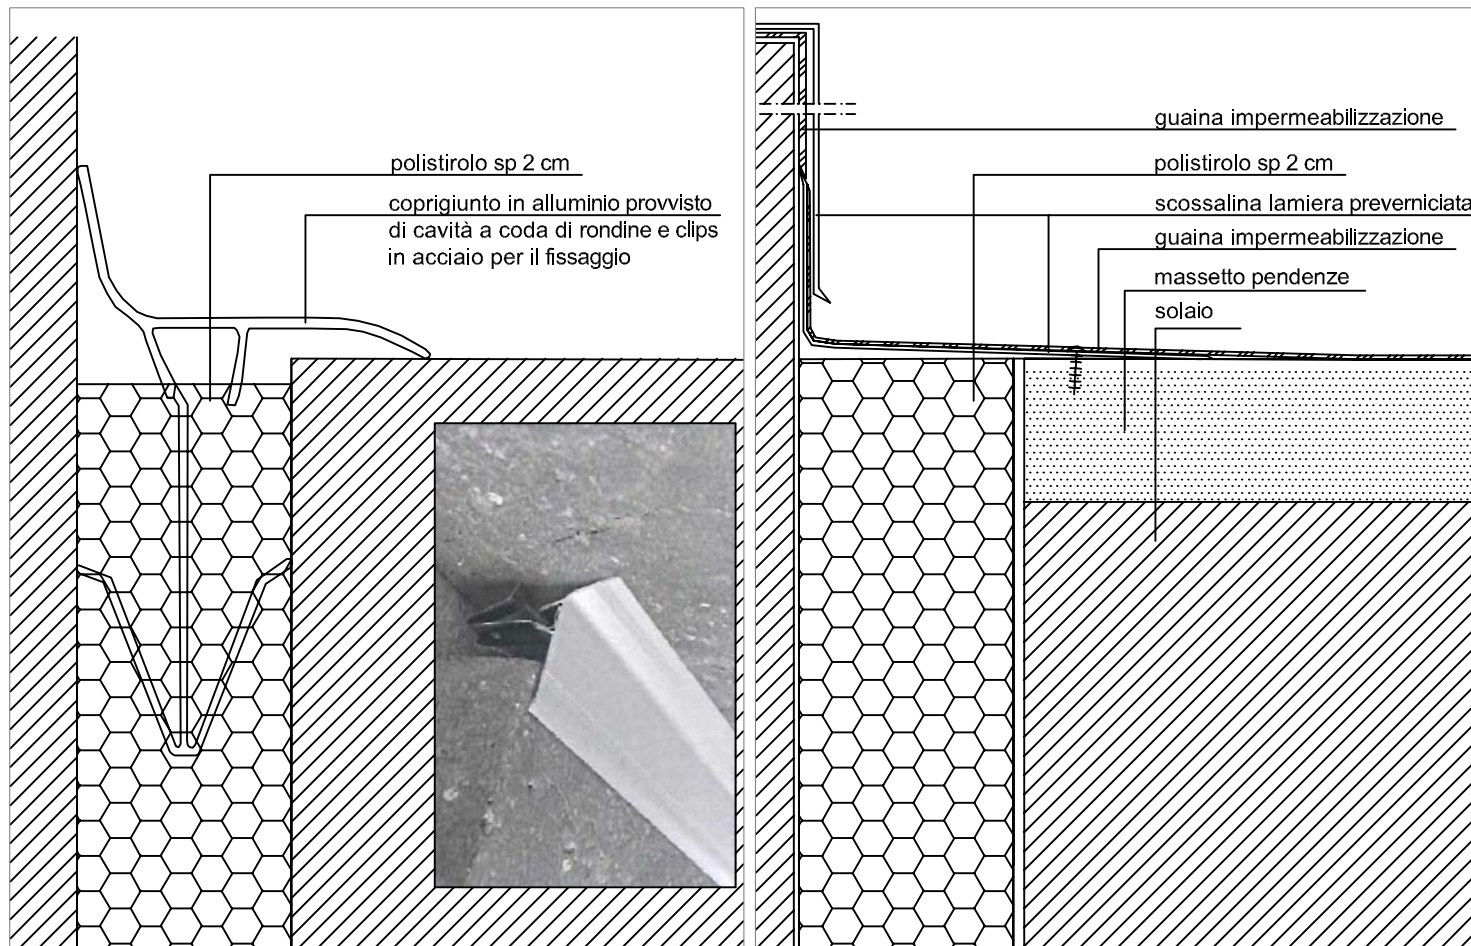 polistirolo sp 2 cm
coprigiunto in alluminio provvisto
di cavità a coda di rondine e clips
in acciaio per il fissaggio
guaina impermeabilizzazione
polistirolo sp 2 cm
scossalina lamiera preverniciata
guaina impermeabilizzazione
massetto pendenze
solaio